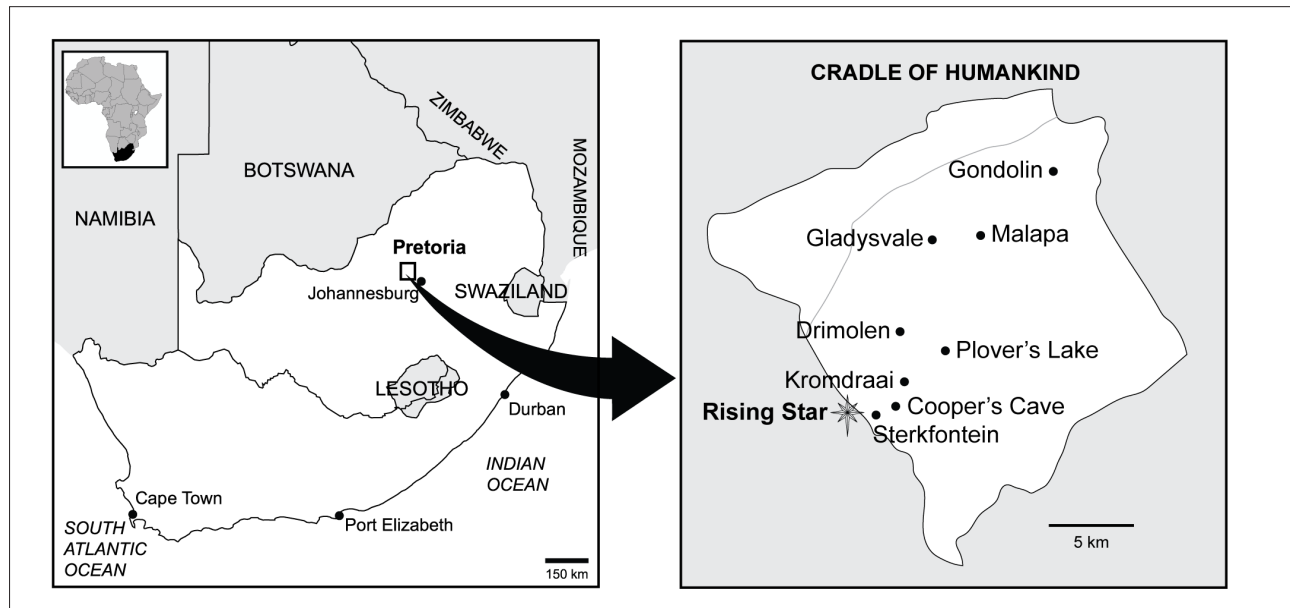 ZIMBABWE
MOZAMBIQUE
BOTSWANA
NAMIBIA
Pretoria
Johannesburg
SWAZILAND
LESOTHO
Durban
INDIAN
OCEAN
Cape Town
Port Elizabeth
SOUTH
ATLANTIC
OCEAN
150 km
CRADLE OF HUMANKIND
Gondolin
Gladysvale
Malapa
Drimolen
Plover's Lake
Kromdraai
Rising Star
Cooper's Cave
Sterkfontein
5 km